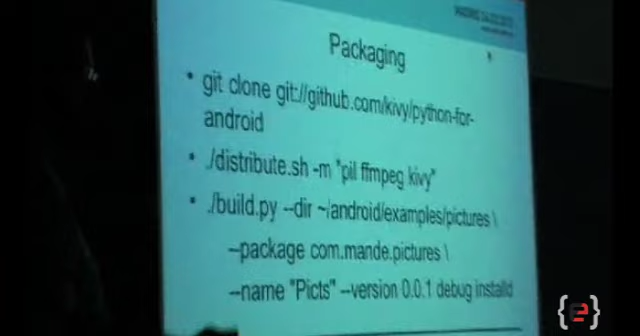 Packaging
• git clone git://github.com/kivy/python-for-
android
• ./distribute.sh -m "pil ffmpeg kivy"
• ./build.py --dir ~/android/examples/pictures \
--package com.mande.pictures \
--name "Picts" --version 0.0.1 debug installd